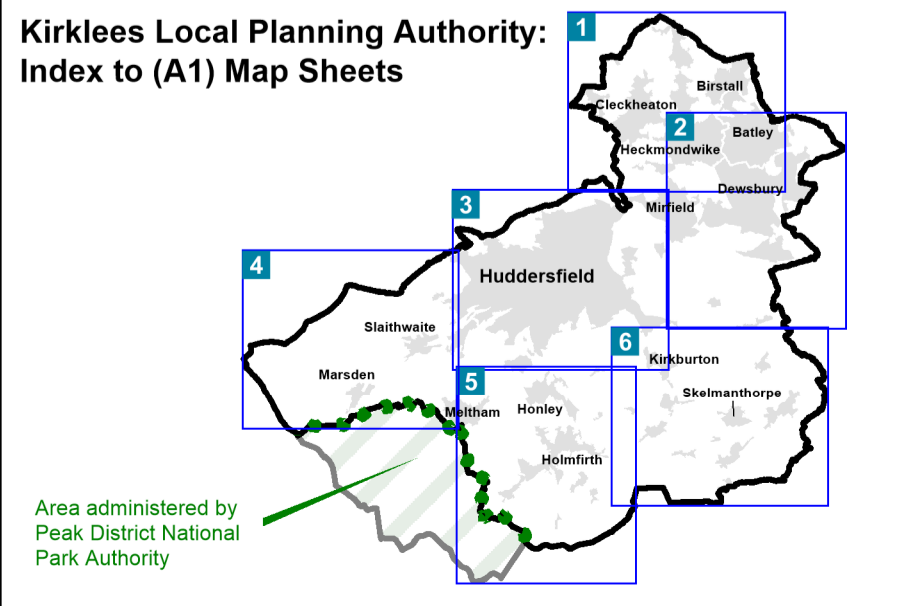 Kirklees Local Planning Authority:
Index to (A1) Map Sheets
1
Birstall
Cleckheaton
2
Batley
Heckmondwike
Dewsbury
3
Mirfield
4
Huddersfield
Slaithwaite
6
Kirkburton
Marsden
5
Skelmanthorpe
Meltham
Honley
Holmfirth
Area administered by
Peak District National
Park Authority